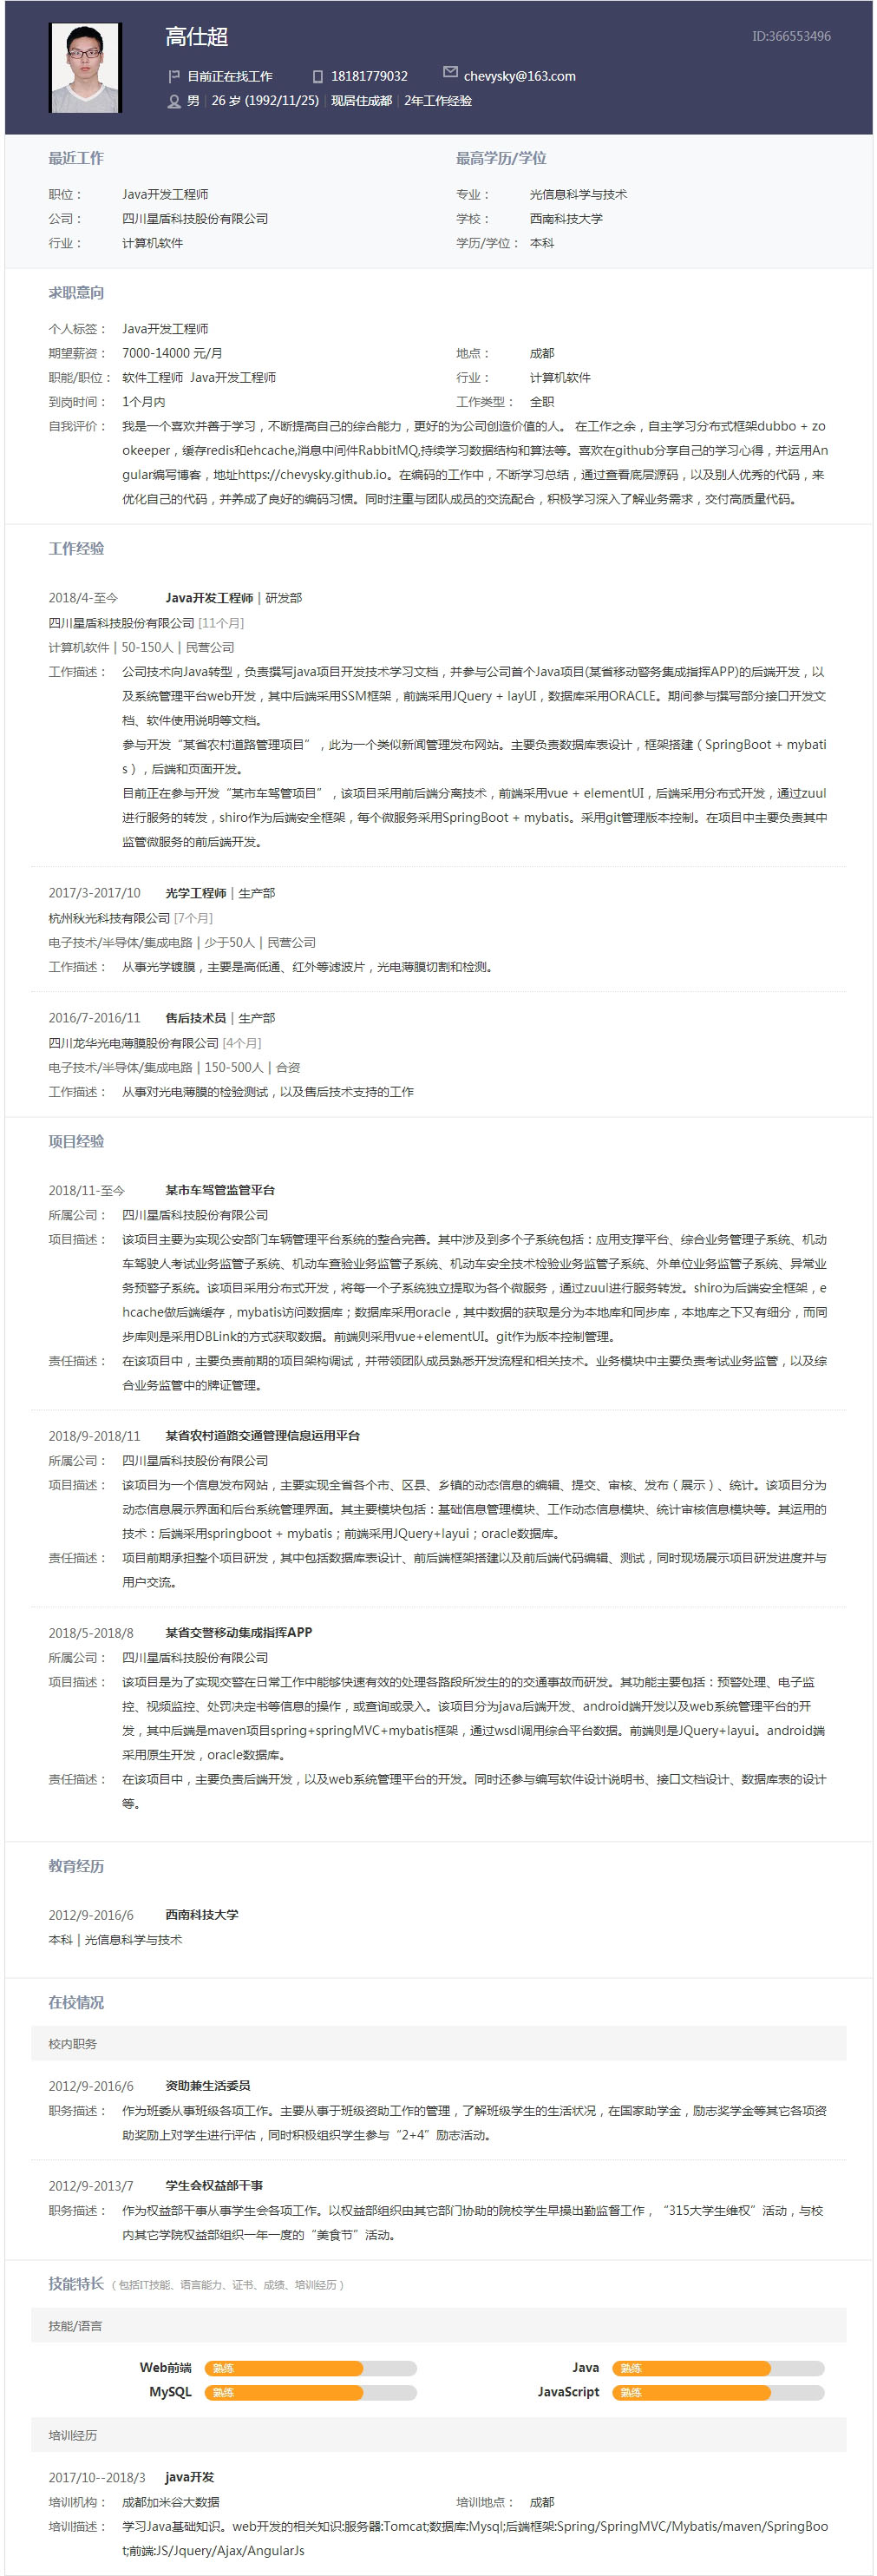 高仕超
ID:366553496
目前正在找工作 18181779032 chevysky@163.com
男 | 26 岁 (1992/11/25) | 现居住成都 | 2年工作经验
最近工作 最高学历/学位
职位： Java开发工程师 专业： 光信息科学与技术
公司： 四川星盾科技股份有限公司 学校： 西南科技大学
行业： 计算机软件 学历/学位： 本科
求职意向
个人标签： Java开发工程师
期望薪资： 7000-14000 元/月 地点： 成都
职能/职位： 软件工程师 Java开发工程师 行业： 计算机软件
到岗时间： 1个月内 工作类型： 全职
自我评价： 我是一个喜欢并善于学习，不断提高自己的综合能力，更好的为公司创造价值的人。 在工作之余，自主学习分布式框架dubbo + zo
okeeper，缓存redis和ehcache,消息中间件RabbitMQ,持续学习数据结构和算法等。喜欢在github分享自己的学习心得，并运用An
gular编写博客，地址https://chevysky.github.io。在编码的工作中，不断学习总结，通过查看底层源码，以及别人优秀的代码，来
优化自己的代码，并养成了良好的编码习惯。同时注重与团队成员的交流配合，积极学习深入了解业务需求，交付高质量代码。
工作经验
2018/4-至今 Java开发工程师 | 研发部
四川星盾科技股份有限公司 [11个月]
计算机软件 | 50-150人 | 民营公司
工作描述： 公司技术向Java转型，负责撰写java项目开发技术学习文档，并参与公司首个Java项目(某省移动警务集成指挥APP)的后端开发，以
及系统管理平台web开发，其中后端采用SSM框架，前端采用JQuery + layUI，数据库采用ORACLE。期间参与撰写部分接口开发文
档、软件使用说明等文档。
参与开发“某省农村道路管理项目”，此为一个类似新闻管理发布网站。主要负责数据库表设计，框架搭建（SpringBoot + mybati
s），后端和页面开发。
目前正在参与开发“某市车驾管项目”，该项目采用前后端分离技术，前端采用vue + elementUI，后端采用分布式开发，通过zuul
进行服务的转发，shiro作为后端安全框架，每个微服务采用SpringBoot + mybatis。采用git管理版本控制。在项目中主要负责其中
监管微服务的前后端开发。
2017/3-2017/10 光学工程师 | 生产部
杭州秋光科技有限公司 [7个月]
电子技术/半导体/集成电路 | 少于50人 | 民营公司
工作描述： 从事光学镀膜，主要是高低通、红外等滤波片，光电薄膜切割和检测。
2016/7-2016/11 售后技术员 | 生产部
四川龙华光电薄膜股份有限公司 [4个月]
电子技术/半导体/集成电路 | 150-500人 | 合资
工作描述： 从事对光电薄膜的检验测试，以及售后技术支持的工作
项目经验
2018/11-至今 某市车驾管监管平台
所属公司： 四川星盾科技股份有限公司
项目描述： 该项目主要为实现公安部门车辆管理平台系统的整合完善。其中涉及到多个子系统包括：应用支撑平台、综合业务管理子系统、机动
车驾驶人考试业务监管子系统、机动车查验业务监管子系统、机动车安全技术检验业务监管子系统、外单位业务监管子系统、异常业
务预警子系统。该项目采用分布式开发，将每一个子系统独立提取为各个微服务，通过zuul进行服务转发。shiro为后端安全框架，e
hcache做后端缓存，mybatis访问数据库；数据库采用oracle，其中数据的获取是分为本地库和同步库，本地库之下又有细分，而同
步库则是采用DBLink的方式获取数据。前端则采用vue+elementUI。git作为版本控制管理。
责任描述： 在该项目中，主要负责前期的项目架构调试，并带领团队成员熟悉开发流程和相关技术。业务模块中主要负责考试业务监管，以及综
合业务监管中的牌证管理。
2018/9-2018/11 某省农村道路交通管理信息运用平台
所属公司： 四川星盾科技股份有限公司
项目描述： 该项目为一个信息发布网站，主要实现全省各个市、区县、乡镇的动态信息的编辑、提交、审核、发布（展示）、统计。该项目分为
动态信息展示界面和后台系统管理界面。其主要模块包括：基础信息管理模块、工作动态信息模块、统计审核信息模块等。其运用的
技术：后端采用springboot + mybatis；前端采用JQuery+layui；oracle数据库。
责任描述： 项目前期承担整个项目研发，其中包括数据库表设计、前后端框架搭建以及前后端代码编辑、测试，同时现场展示项目研发进度并与
用户交流。
2018/5-2018/8 某省交警移动集成指挥APP
所属公司： 四川星盾科技股份有限公司
项目描述： 该项目是为了实现交警在日常工作中能够快速有效的处理各路段所发生的的交通事故而研发。其功能主要包括：预警处理、电子监
控、视频监控、处罚决定书等信息的操作，或查询或录入。该项目分为java后端开发、android端开发以及web系统管理平台的开
发，其中后端是maven项目spring+springMVC+mybatis框架，通过wsdl调用综合平台数据。前端则是JQuery+layui。android端
采用原生开发，oracle数据库。
责任描述： 在该项目中，主要负责后端开发，以及web系统管理平台的开发。同时还参与编写软件设计说明书、接口文档设计、数据库表的设计
等。
教育经历
2012/9-2016/6 西南科技大学
本科 | 光信息科学与技术
在校情况
校内职务
2012/9-2016/6 资助兼生活委员
职务描述： 作为班委从事班级各项工作。主要从事于班级资助工作的管理，了解班级学生的生活状况，在国家助学金，励志奖学金等其它各项资
助奖励上对学生进行评估，同时积极组织学生参与“2+4”励志活动。
2012/9-2013/7 学生会权益部干事
职务描述： 作为权益部干事从事学生会各项工作。以权益部组织由其它部门协助的院校学生早操出勤监督工作，“315大学生维权”活动，与校
内其它学院权益部组织一年一度的“美食节”活动。
技能特长 （包括IT技能、语言能力、证书、成绩、培训经历）
技能/语言
Web前端 熟练 Java 熟练
MySQL 熟练 JavaScript 熟练
培训经历
2017/10--2018/3 java开发
培训机构： 成都加米谷大数据 培训地点： 成都
培训描述： 学习Java基础知识。web开发的相关知识:服务器:Tomcat;数据库:Mysql;后端框架:Spring/SpringMVC/Mybatis/maven/SpringBoo
t;前端:JS/Jquery/Ajax/AngularJs